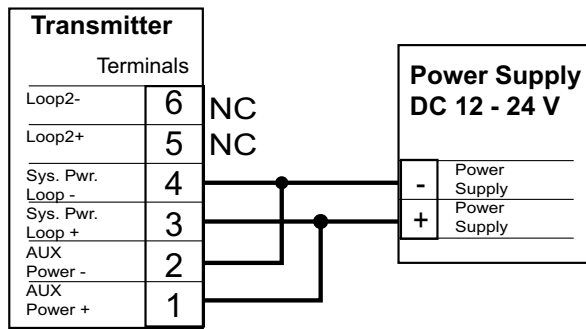 Transmitter
Terminals
Loop2-
6
NC
Loop2+
5
NC
Sys. Pwr.
Loop -
4
Sys. Pwr.
Loop +
3
AUX
Power -
2
AUX
Power +
1
Power Supply
DC 12 - 24 V
-
Power
Supply
+
Power
Supply